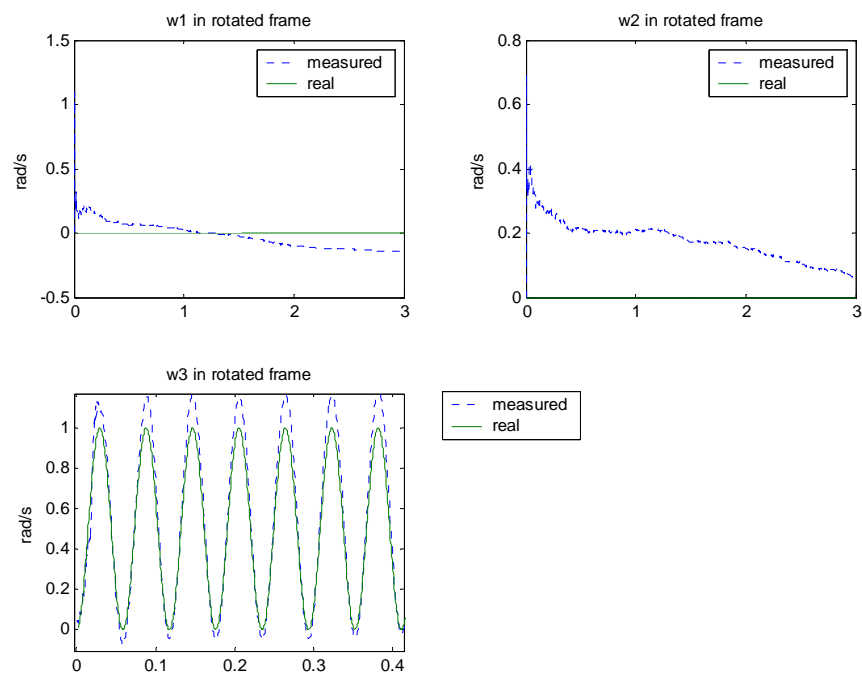 w1 in rotated frame
1.5
1
0.5
0
-0.5
rad/s
measured
real
0
1
2
3
w2 in rotated frame
0.8
0.6
0.4
0.2
0
rad/s
measured
real
0
1
2
3
w3 in rotated frame
1
0.8
0.6
0.4
0.2
0
rad/s
0
0.1
0.2
0.3
0.4
measured
real